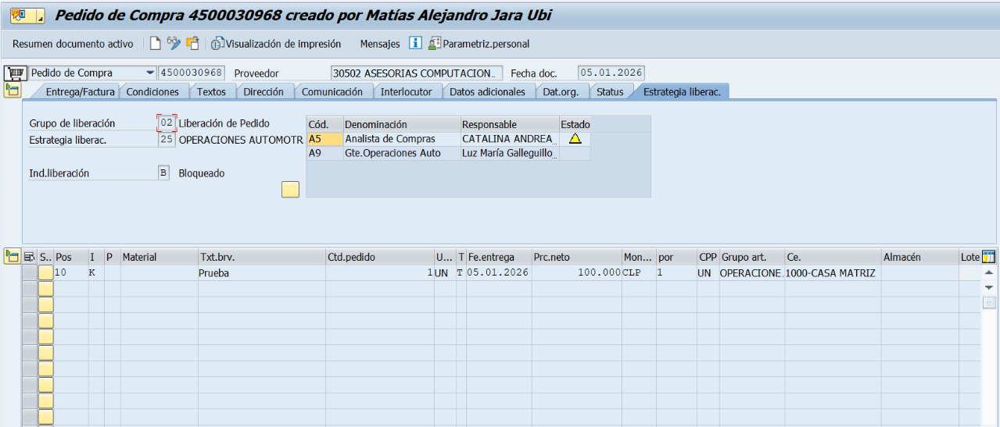 Pedido de Compra 4500030968 creado por Matías Alejandro Jara Ubi
Resumen documento activo Visualización de impresión Mensajes Parametriz.personal
Pedido de Compra 4500030968 Proveedor 30502 ASESORIAS COMPUTACION.. Fecha doc. 05.01.2026
Entrega/Factura Condiciones Textos Dirección Comunicación Interlocutor Datos adicionales Dat.org. Status Estrategia liberac.
Grupo de liberación 02 Liberación de Pedido
Estrategia liberac. 25 OPERACIONES AUTOMOTR
Ind.liberación B Bloqueado
Cód. Denominación Responsable Estado
A5 Analista de Compras CATALINA ANDREA..
A9 Gte.Operaciones Auto Luz María Galleguillo..
S.. Pos I P Material Txt.brv. Ctd.pedido U... T Fe.entrega Prc.neto Mon... por CPP Grupo art. Ce. Almacén Lote
10 K Prueba 1 UN T 05.01.2026 100.000 CLP 1 UN OPERACIONE.. 1000-CASA MATRIZ